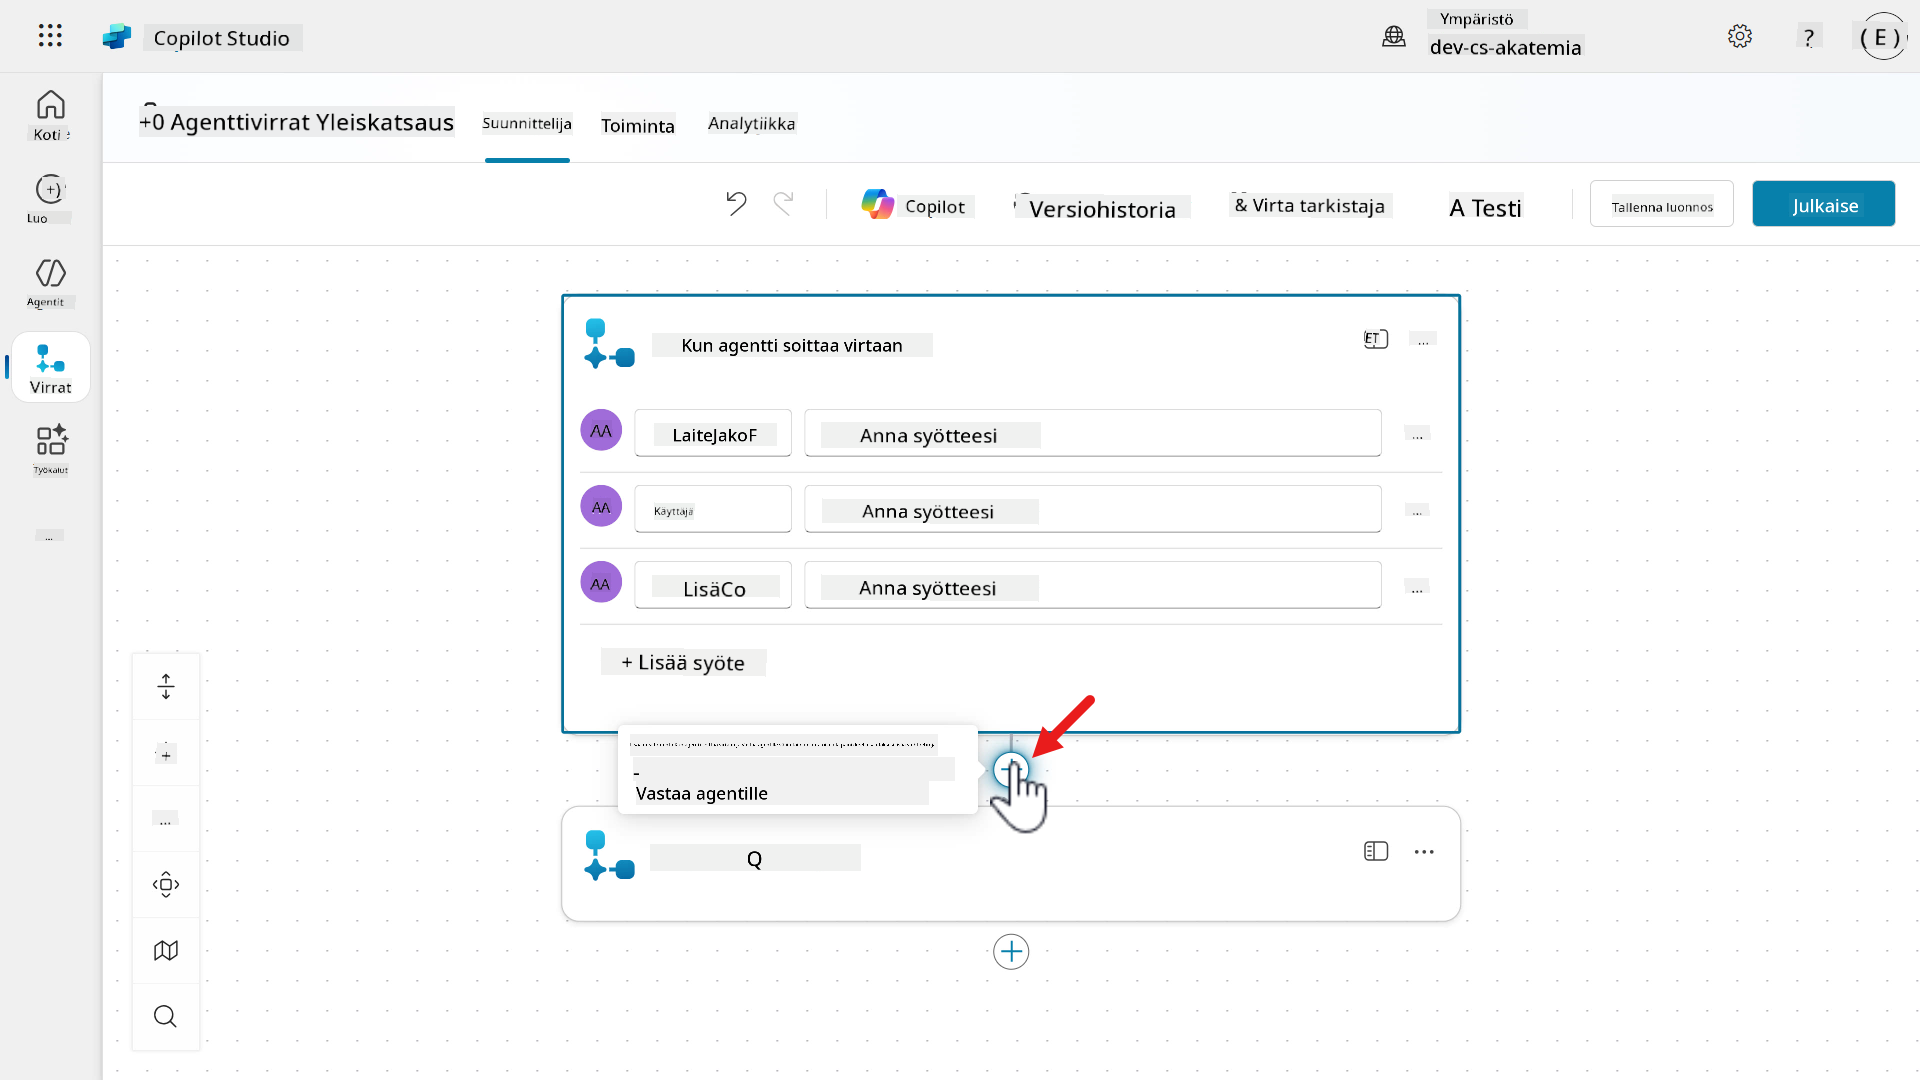 Copilot Studio
Ympäristö
dev-cs-akatemia
?
( E )
Koti
Luo
Agentit
Virrat
Työkalut
...
+0 Agenttivirrat Yleiskatsaus
Suunnittelija
Toiminta
Analytiikka
Copilot
Versiohistoria
& Virta tarkistaja
A Testi
Tallenna luonnos
Julkaise
Kun agentti soittaa virtaan
ET
...
AA
LaiteJakoF
Anna syötteesi
...
AA
Käyttäjä
Anna syötteesi
...
AA
LisäCo
Anna syötteesi
...
+ Lisää syöte
Vastaa agentille
Q